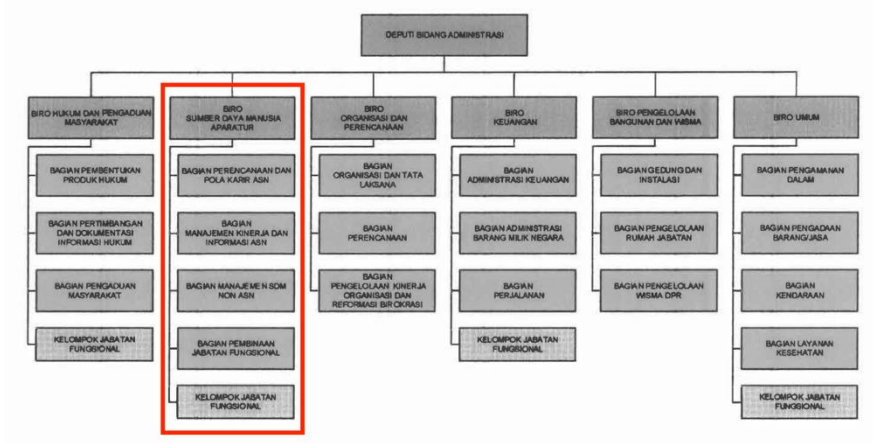 DEPUTI BIDANG ADMINISTRASI
BIRO HUKUM DAN PENGADUAN
MASYARAKAT
BAGIAN PEMBENTUKAN
PRODUK HUKUM
BAGIAN PERTIMBANGAN
DAN DOKUMENTASI
INFORMASI HUKUM
BAGIAN PENGADUAN
MASYARAKAT
KELOMPOK JABATAN
FUNGSIONAL
BIRO
SUMBER DAYA MANUSIA
APARATUR
BAGIAN PERENCANAAN DAN
POLA KARIR ASN
BAGIAN
MANAJEMEN KINERJA DAN
INFORMASI ASN
BAGIAN MANAJEMEN SDM
NON ASN
BAGIAN PEMBINAAN
JABATAN FUNGSIONAL
KELOMPOK JABATAN
FUNGSIONAL
BIRO
ORGANISASI DAN
PERENCANAAN
BAGIAN
ORGANISASI DAN TATA
LAKSANA
BAGIAN
PERENCANAAN
BAGIAN
PENGELOLAAN KINERJA
ORGANISASI DAN
REFORMASI BIROKRASI
BIRO
KEUANGAN
BAGIAN
ADMINISTRASI KEUANGAN
BAGIAN ADMINISTRASI
BARANG MILIK NEGARA
BAGIAN
PERJALANAN
KELOMPOK JABATAN
FUNGSIONAL
BIRO PENGELOLAAN
BANGUNAN DAN WISMA
BAGIAN GEDUNG DAN
INSTALASI
BAGIAN PENGELOLAAN
RUMAH JABATAN
BAGIAN PENGELOLAAN
WISMA DPR
BIRO UMUM
BAGIAN PENGAMANAN
DALAM
BAGIAN PENGADAAN
BARANG/JASA
BAGIAN
KENDARAAN
BAGIAN LAYANAN
KESEHATAN
KELOMPOK JABATAN
FUNGSIONAL